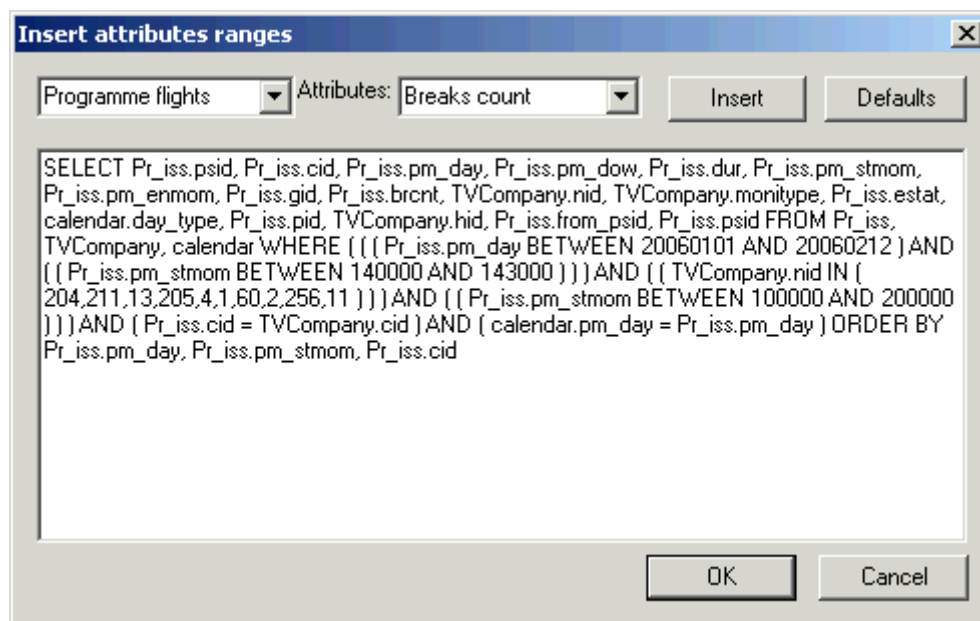 Insert attributes ranges
Programme flights Attributes: Breaks count Insert Defaults
SELECT Pr_iss.psid, Pr_iss.cid, Pr_iss.pm_day, Pr_iss.pm_dow, Pr_iss.dur, Pr_iss.pm_stmom,
Pr_iss.pm_enmom, Pr_iss.gid, Pr_iss.brcnt, TVCompany.nid, TVCompany.monitype, Pr_iss.estat,
calendar.day_type, Pr_iss.pid, TVCompany.hid, Pr_iss.from_psid, Pr_iss.psid FROM Pr_iss,
TVCompany, calendar WHERE ( ( ( Pr_iss.pm_day BETWEEN 20060101 AND 20060212 ) AND
( ( Pr_iss.pm_stmom BETWEEN 140000 AND 143000 ) ) ) AND ( ( TVCompany.nid IN (
204,211,13,205,4,1,60,2,256,11 ) ) ) AND ( ( Pr_iss.pm_stmom BETWEEN 100000 AND 200000
) ) ) AND ( Pr_iss.cid = TVCompany.cid ) AND ( calendar.pm_day = Pr_iss.pm_day ) ORDER BY
Pr_iss.pm_day, Pr_iss.pm_stmom, Pr_iss.cid
OK Cancel